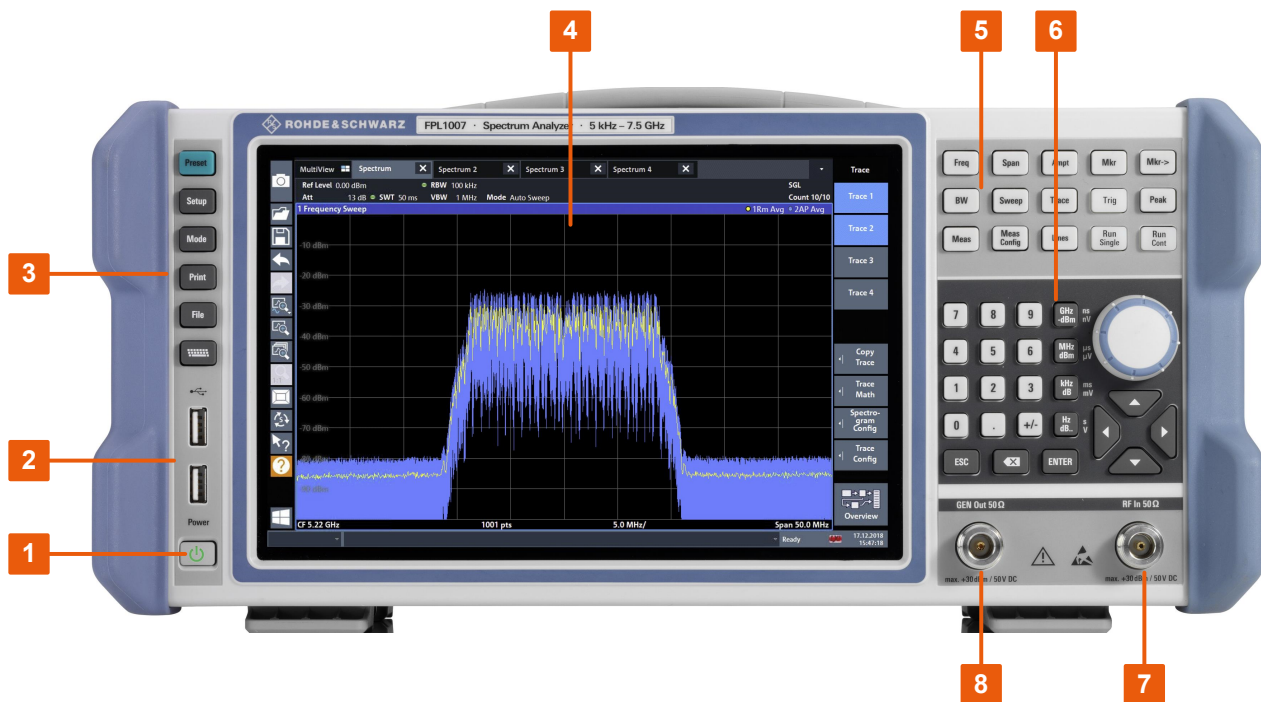 4
5
6
ROHDE&SCHWARZ FPL1007 · Spectrum Analyzer · 5 kHz – 7.5 GHz
Preset
Setup
Mode
3
Print
File
2
Power
1
MultiView Spectrum Spectrum 2 Spectrum 3 Spectrum 4 Trace
Ref Level 0.00 dBm RBW 100 kHz SGL
Att 13 dB SWT 50 ms VBW 1 MHz Mode Auto Sweep Count 10/10
1 Frequency Sweep 1Rm Avg 2AP Avg
-10 dBm
-20 dBm
-30 dBm
-40 dBm
-50 dBm
-60 dBm
-70 dBm
CF 5.22 GHz 1001 pts 5.0 MHz/ Span 50.0 MHz
Ready 17.12.2018
15:47:18
Trace 1
Trace 2
Trace 3
Trace 4
Copy
Trace
Trace
Math
Spectro-
gram
Config
Trace
Config
Overview
Freq Span Ampt Mkr Mkr->
BW Sweep Trace Trig Peak
Meas Meas Config Lines Run Single Run Cont
7 8 9 GHz -dBm ns nV
4 5 6 MHz dBm µs µV
1 2 3 kHz dB ms mV
0 . +/- Hz dB.. s V
ESC ENTER
GEN Out 50 Ω RF In 50 Ω
max. +30 dBm / 50V DC max. +30 dBm / 50V DC
8
7